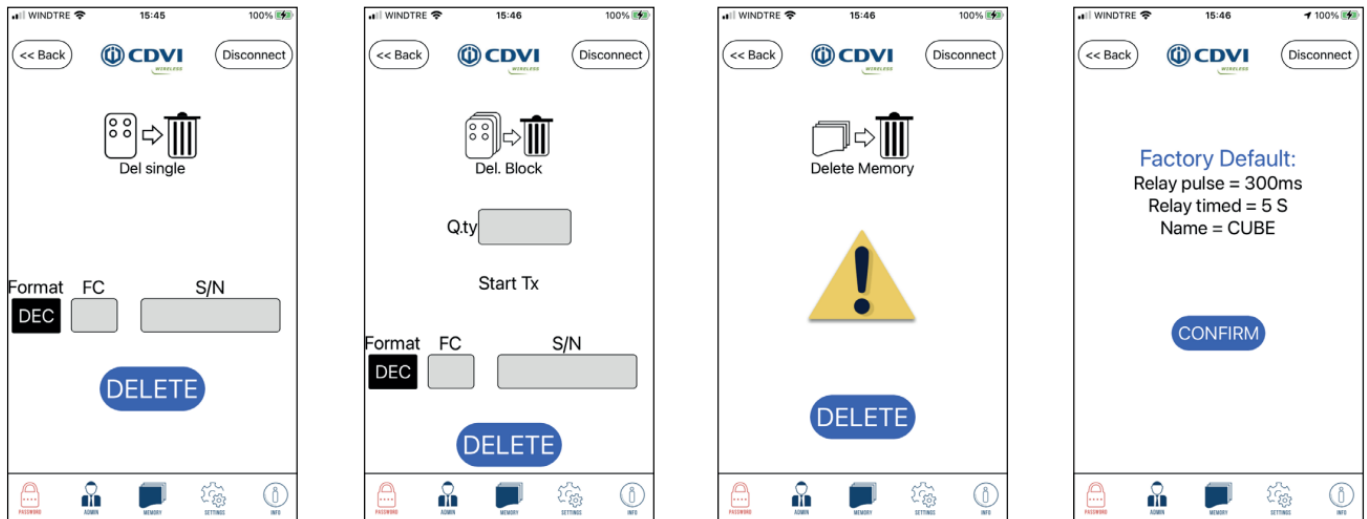 WINDTRE 15:45 100%
<< Back CDVI WIRELESS Disconnect
Del single
Format FC S/N
DEC
DELETE
PASSWORD ADMIN MEMORY SETTINGS INFO
WINDTRE 15:46 100%
<< Back CDVI WIRELESS Disconnect
Del. Block
Q.ty
Start Tx
Format FC S/N
DEC
DELETE
PASSWORD ADMIN MEMORY SETTINGS INFO
WINDTRE 15:46 100%
<< Back CDVI WIRELESS Disconnect
Delete Memory
!
DELETE
PASSWORD ADMIN MEMORY SETTINGS INFO
WINDTRE 15:46 100%
<< Back CDVI WIRELESS Disconnect
Factory Default:
Relay pulse = 300ms
Relay timed = 5 S
Name = CUBE
CONFIRM
PASSWORD ADMIN MEMORY SETTINGS INFO